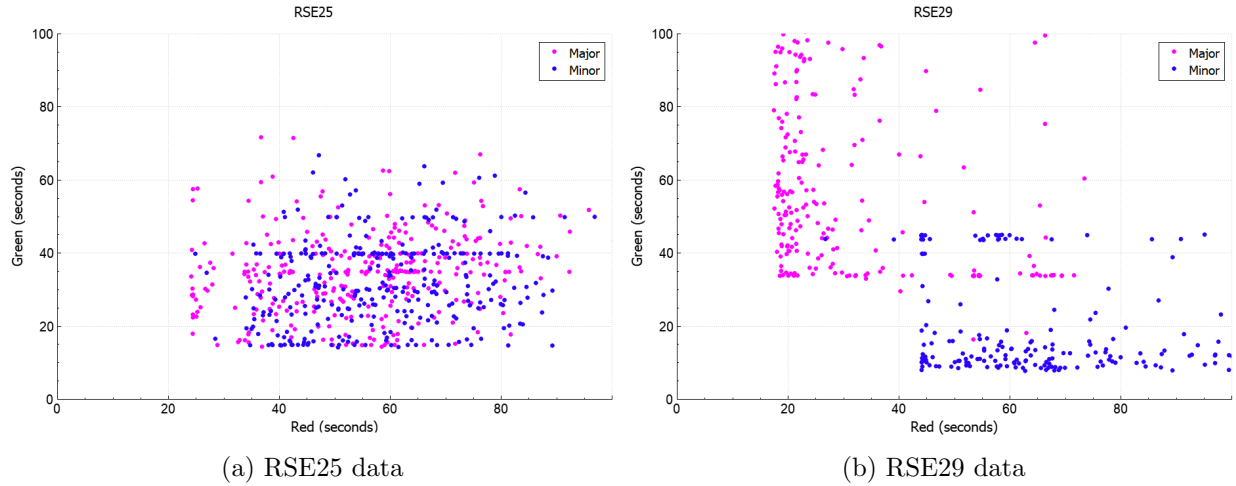 RSE25
100
80
60
40
20
0
Green (seconds)
0 20 40 60 80
Red (seconds)
Major
Minor
(a) RSE25 data
RSE29
100
80
60
40
20
0
Green (seconds)
0 20 40 60 80
Red (seconds)
Major
Minor
(b) RSE29 data